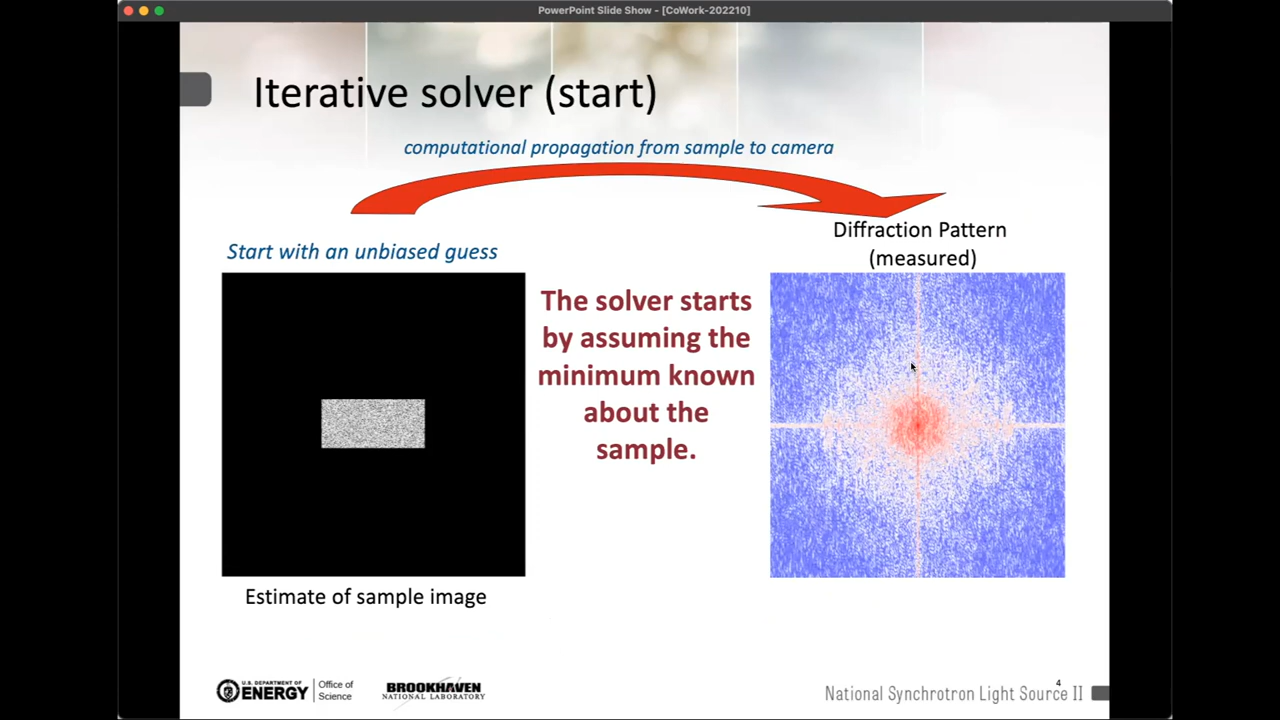 PowerPoint Slide Show - [CoWork-202210]
Iterative solver (start)
computational propagation from sample to camera
Start with an unbiased guess
Diffraction Pattern
(measured)
The solver starts
by assuming the
minimum known
about the
sample.
Estimate of sample image
U.S. DEPARTMENT OF
ENERGY
Office of
Science
BROOKHAVEN
NATIONAL LABORATORY
4
National Synchrotron Light Source II